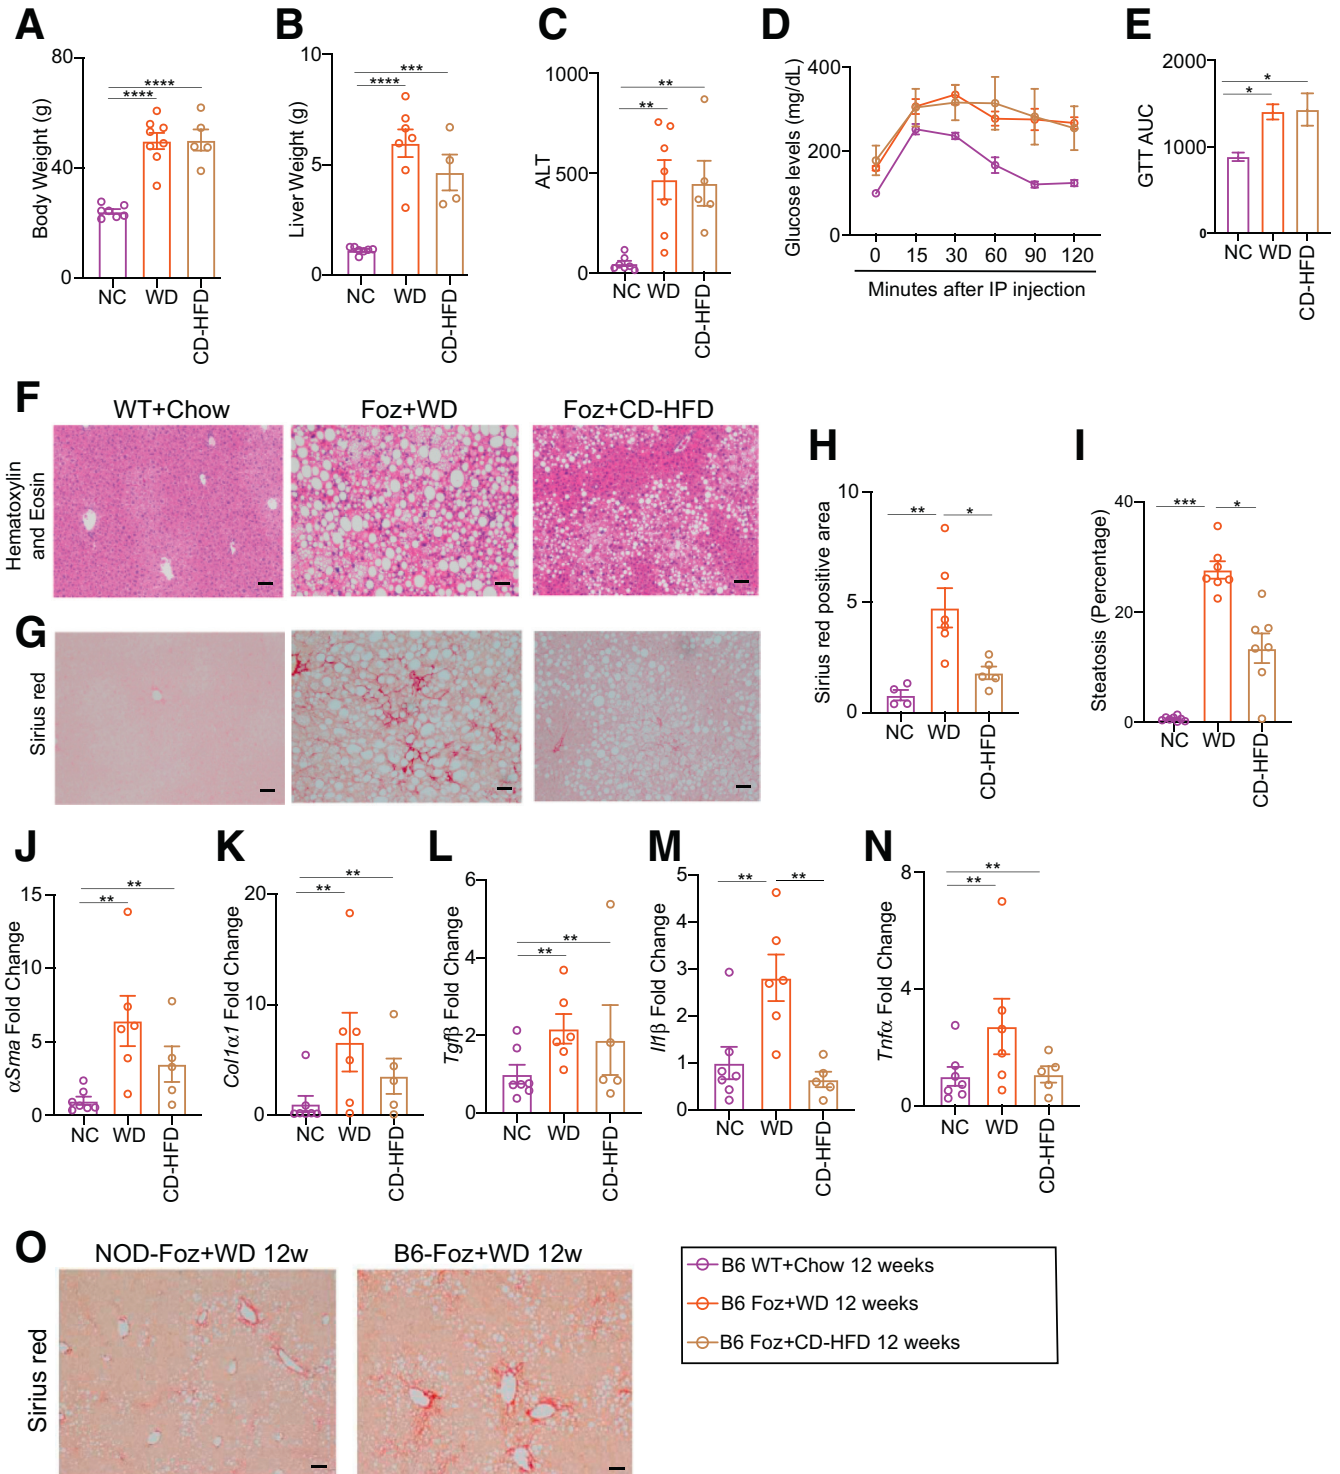 A
Body Weight (g)
80
40
0
****
****
NC
WD
CD-HFD
B
Liver Weight (g)
10
5
0
***
****
NC
WD
CD-HFD
C
ALT
1000
500
0
**
**
NC
WD
CD-HFD
D
Glucose levels (mg/dL)
400
200
0
0 15 30 60 90 120
Minutes after IP injection
E
GTT AUC
2000
1000
0
*
*
NC
WD
CD-HFD
F
WT+Chow
Foz+WD
Foz+CD-HFD
Hematoxylin
and Eosin
G
Sirius red
H
Sirius red positive area
10
5
0
**
*
NC
WD
CD-HFD
I
Steatosis (Percentage)
40
20
0
***
*
NC
WD
CD-HFD
J
αSma Fold Change
15
10
5
0
**
**
NC
WD
CD-HFD
K
Col1α1 Fold Change
20
10
0
**
**
NC
WD
CD-HFD
L
Tgfβ Fold Change
6
4
2
0
**
**
NC
WD
CD-HFD
M
Il1β Fold Change
5
4
3
2
1
0
**
**
NC
WD
CD-HFD
N
Tnfα Fold Change
8
4
0
**
**
NC
WD
CD-HFD
O
NOD-Foz+WD 12w
B6-Foz+WD 12w
Sirius red
B6 WT+Chow 12 weeks
B6 Foz+WD 12 weeks
B6 Foz+CD-HFD 12 weeks